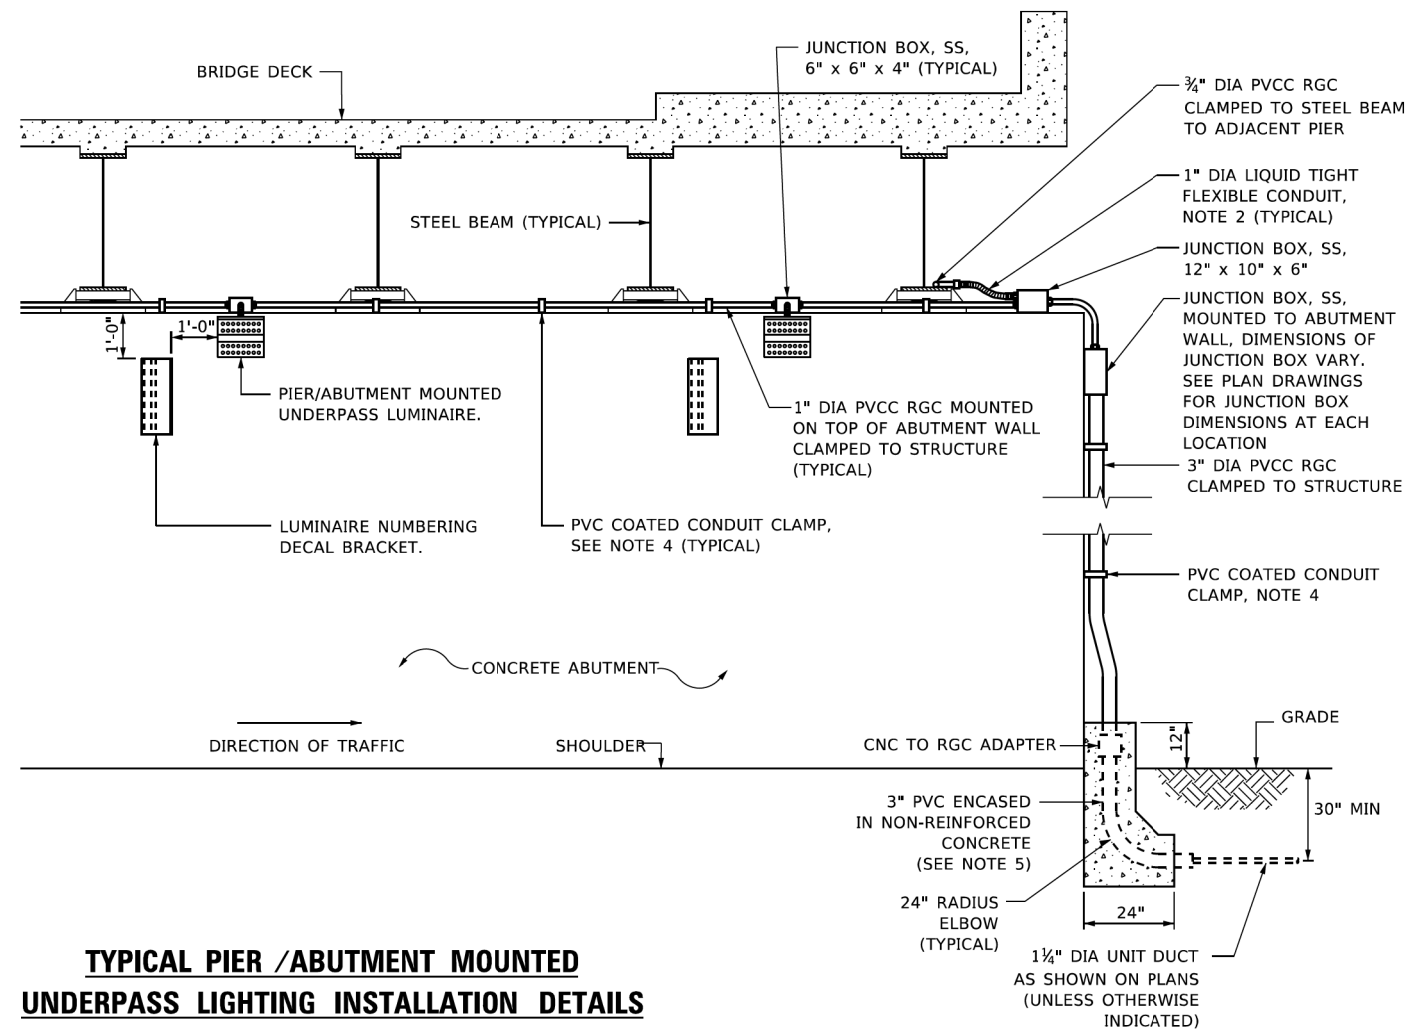 BRIDGE DECK
JUNCTION BOX, SS,
6" x 6" x 4" (TYPICAL)
¾" DIA PVCC RGC
CLAMPED TO STEEL BEAM
TO ADJACENT PIER
1" DIA LIQUID TIGHT
FLEXIBLE CONDUIT,
NOTE 2 (TYPICAL)
STEEL BEAM (TYPICAL)
JUNCTION BOX, SS,
12" x 10" x 6"
JUNCTION BOX, SS,
MOUNTED TO ABUTMENT
WALL, DIMENSIONS OF
JUNCTION BOX VARY.
SEE PLAN DRAWINGS
FOR JUNCTION BOX
DIMENSIONS AT EACH
LOCATION
1'-0"
1'-0"
PIER/ABUTMENT MOUNTED
UNDERPASS LUMINAIRE.
1" DIA PVCC RGC MOUNTED
ON TOP OF ABUTMENT WALL
CLAMPED TO STRUCTURE
(TYPICAL)
3" DIA PVCC RGC
CLAMPED TO STRUCTURE
LUMINAIRE NUMBERING
DECAL BRACKET.
PVC COATED CONDUIT CLAMP,
SEE NOTE 4 (TYPICAL)
PVC COATED CONDUIT
CLAMP, NOTE 4
CONCRETE ABUTMENT
DIRECTION OF TRAFFIC
SHOULDER
CNC TO RGC ADAPTER
12"
GRADE
3" PVC ENCASED
IN NON-REINFORCED
CONCRETE
(SEE NOTE 5)
30" MIN
24" RADIUS
ELBOW
(TYPICAL)
24"
1¼" DIA UNIT DUCT
AS SHOWN ON PLANS
(UNLESS OTHERWISE
INDICATED)
TYPICAL PIER /ABUTMENT MOUNTED
UNDERPASS LIGHTING INSTALLATION DETAILS